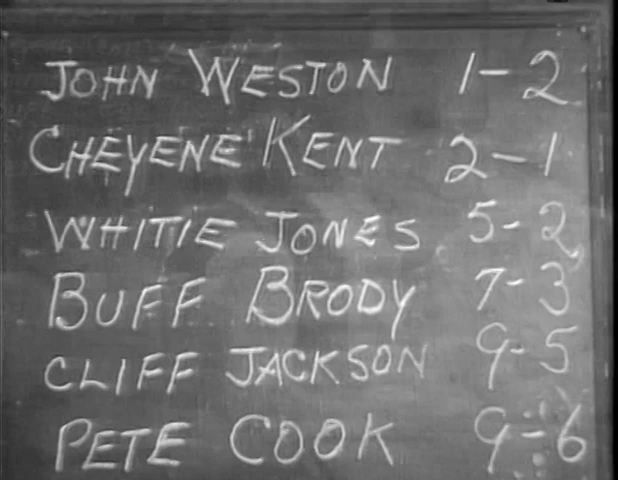 JOHN WESTON 1-2
CHEYENE KENT 2-1
WHITIE JONES 5-2
BUFF BRODY 7-3
CLIFF JACKSON 9-5
PETE COOK 9-6